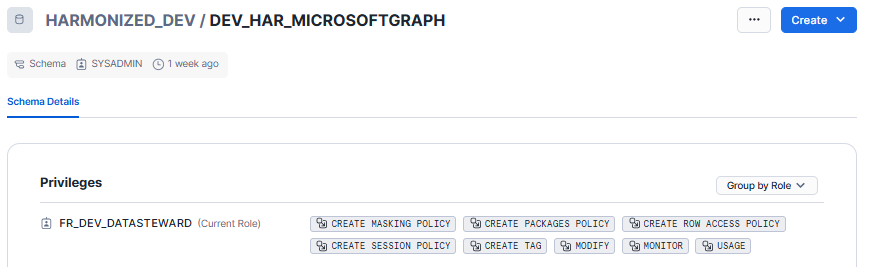 HARMONIZED_DEV / DEV_HAR_MICROSOFTGRAPH
... Create
Schema SYSADMIN 1 week ago
Schema Details
Privileges
Group by Role
FR_DEV_DATASTEWARD (Current Role) CREATE MASKING POLICY CREATE PACKAGES POLICY CREATE ROW ACCESS POLICY
CREATE SESSION POLICY CREATE TAG MODIFY MONITOR USAGE